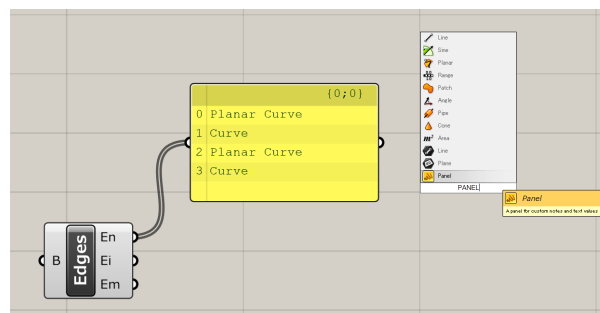 {0;0}
0 Planar Curve
1 Curve
2 Planar Curve
3 Curve
Edges
B
En
Ei
Em
Line
Sine
Planar
Range
Patch
Angle
Pipe
Cone
m² Area
Line
Plane
Panel
PANEL
Panel
A panel for custom notes and text values